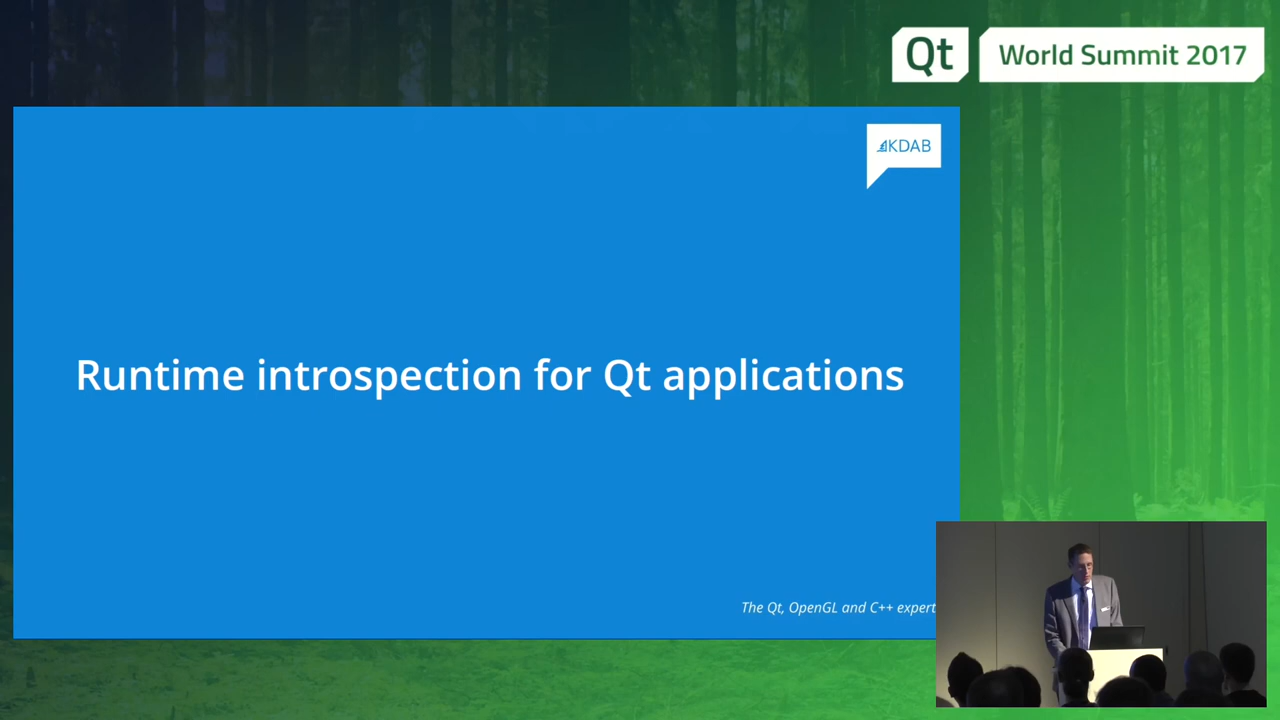 Qt
World Summit 2017
KDAB
Runtime introspection for Qt applications
The Qt, OpenGL and C++ expert